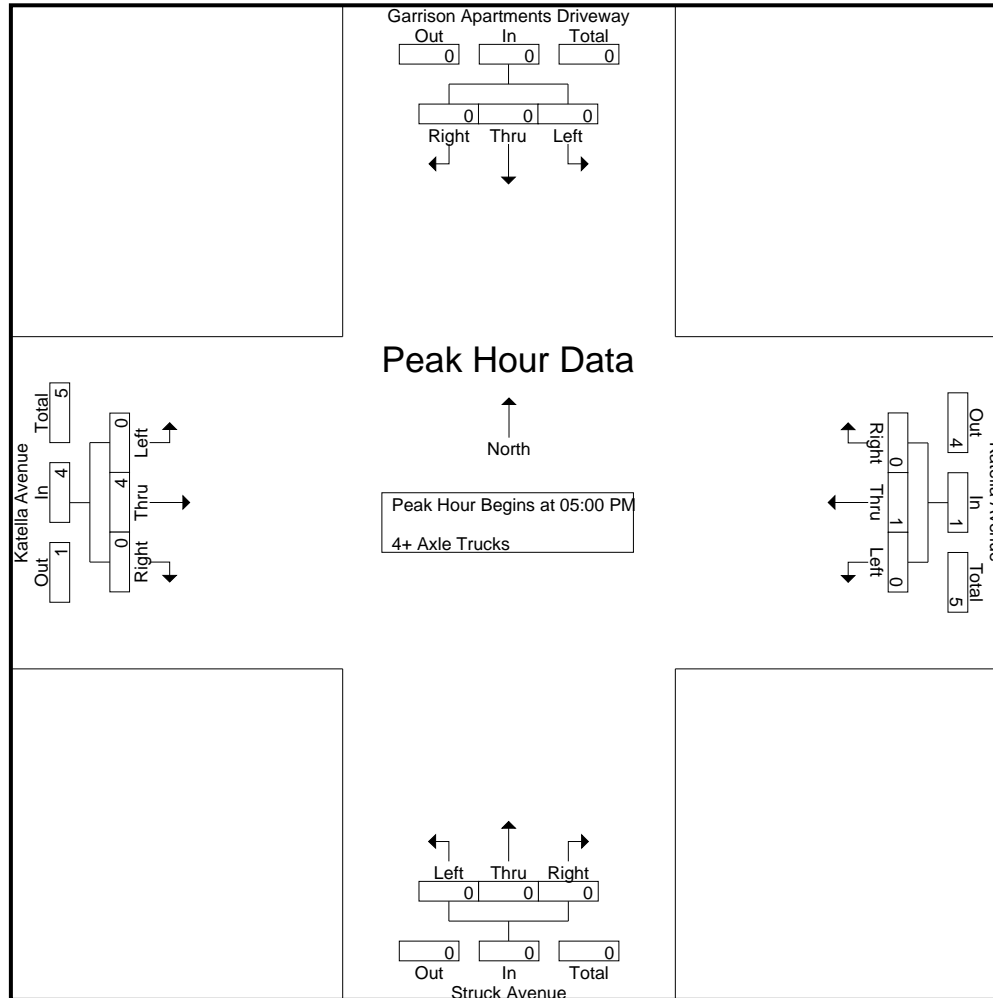 Garrison Apartments Driveway
Out In Total
0 0 0
0 0 0
Right Thru Left
Peak Hour Data
North
Peak Hour Begins at 05:00 PM
4+ Axle Trucks
Katella Avenue
Out In Total
1 4 5
Right Thru Left
0 4 0
Out In Total
4 1 5
Right Thru Left
0 1 0
Left Thru Right
0 0 0
0 0 0
Out In Total
Struck Avenue